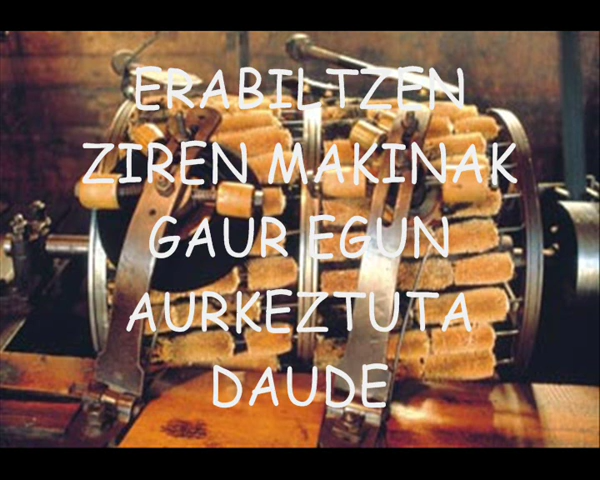 ERABILTZEN
ZIREN MAKINAK
GAUR EGUN
AURKEZTUTA
DAUDE